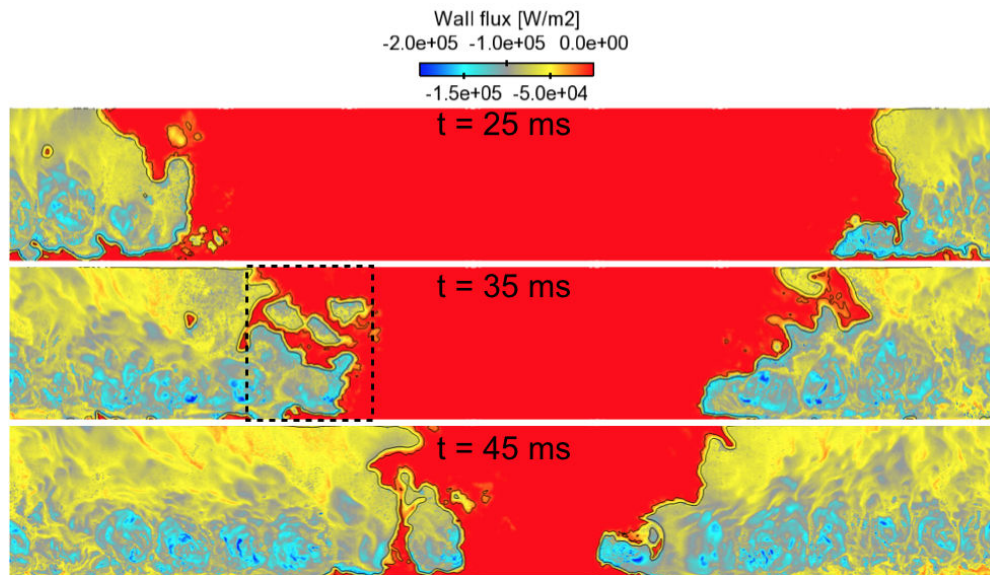 Wall flux [W/m2]
-2.0e+05 -1.0e+05 0.0e+00
-1.5e+05 -5.0e+04
t = 25 ms
t = 35 ms
t = 45 ms